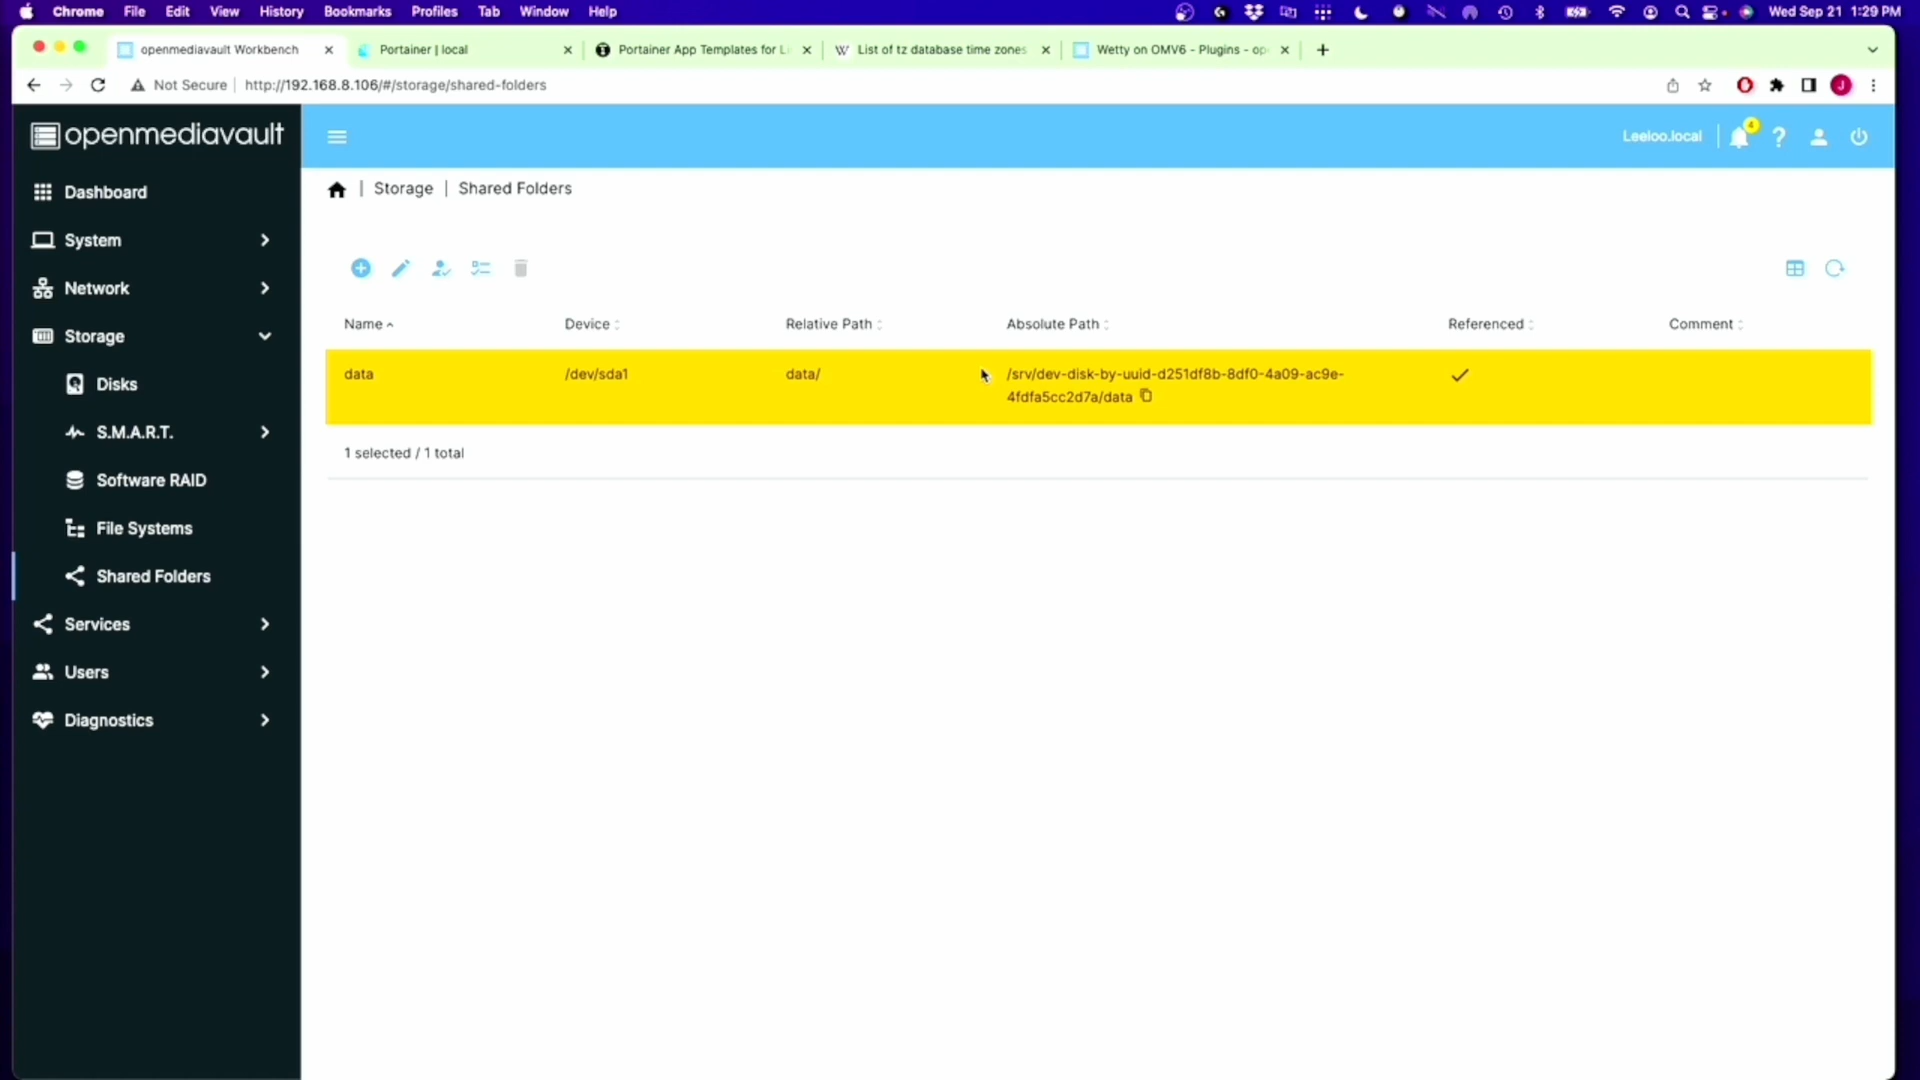 Chrome File Edit View History Bookmarks Profiles Tab Window Help Wed Sep 21 1:29 PM
openmediavault Workbench Portainer | local Portainer App Templates for Li List of tz database time zones Wetty on OMV6 - Plugins - op
Not Secure http://192.168.8.106/#/storage/shared-folders J
openmediavault Leeloo.local 4 ?
| Storage | Shared Folders
Dashboard
System
Network
Storage
Disks
S.M.A.R.T.
Software RAID
File Systems
Shared Folders
Services
Users
Diagnostics
Name Device Relative Path Absolute Path Referenced Comment
data /dev/sda1 data/ /srv/dev-disk-by-uuid-d251df8b-8df0-4a09-ac9e-
4fdfa5cc2d7a/data
1 selected / 1 total